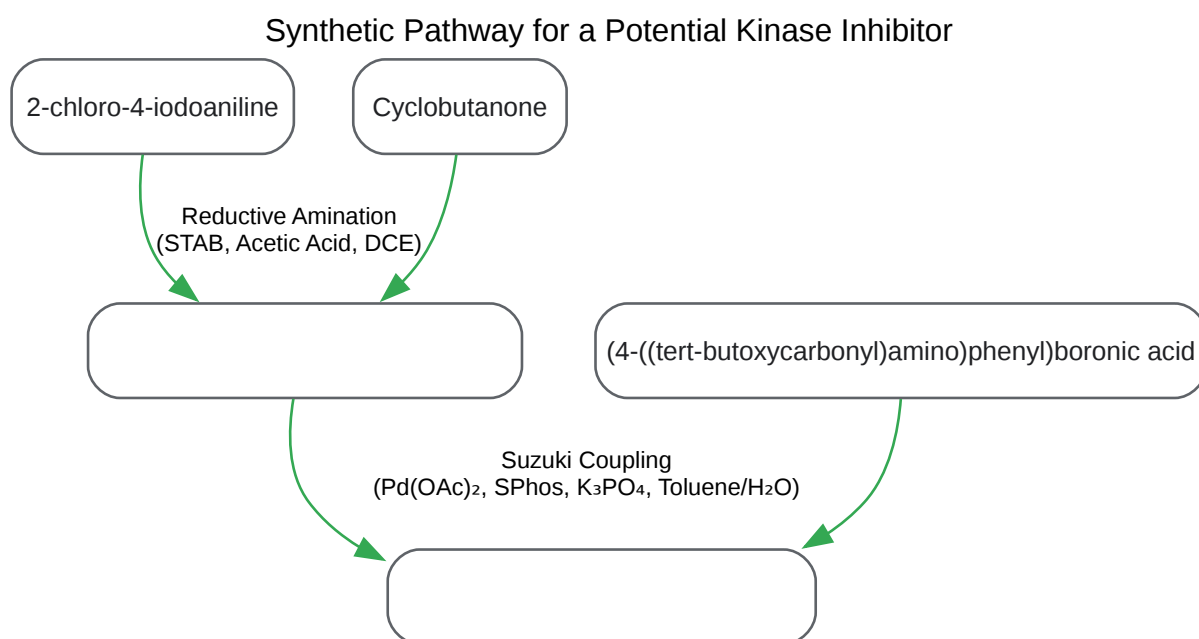 Synthetic Pathway for a Potential Kinase Inhibitor
2-chloro-4-iodoaniline
Cyclobutanone
Reductive Amination
(STAB, Acetic Acid, DCE)
(4-((tert-butoxycarbonyl)amino)phenyl)boronic acid
Suzuki Coupling
(Pd(OAc)₂, SPhos, K₃PO₄, Toluene/H₂O)